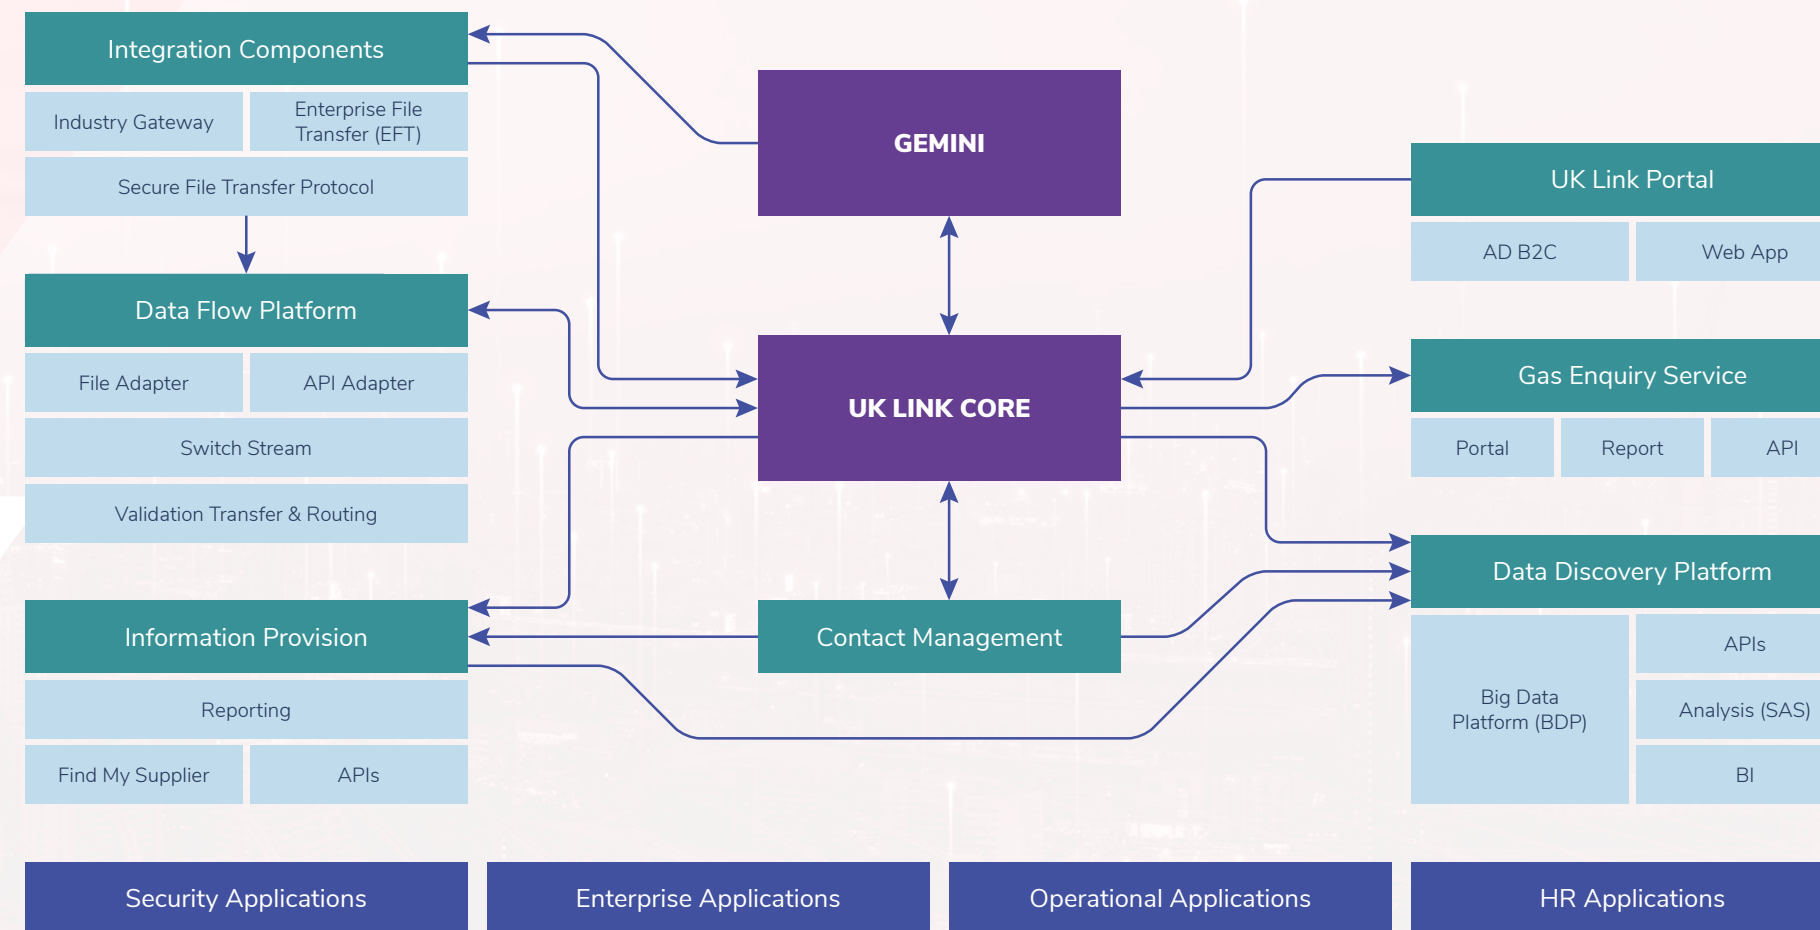 Integration Components
Industry Gateway
Enterprise File
Transfer (EFT)
Secure File Transfer Protocol
Data Flow Platform
File Adapter
API Adapter
Switch Stream
Validation Transfer & Routing
Information Provision
Reporting
Find My Supplier
APIs
GEMINI
UK LINK CORE
Contact Management
UK Link Portal
AD B2C
Web App
Gas Enquiry Service
Portal
Report
API
Data Discovery Platform
Big Data
Platform (BDP)
APIs
Analysis (SAS)
BI
Security Applications
Enterprise Applications
Operational Applications
HR Applications